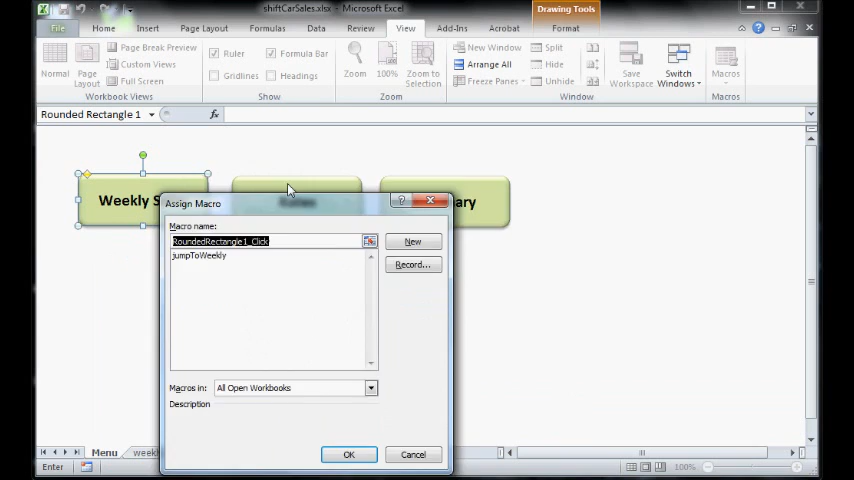 shiftCarSales.xlsx - Microsoft Excel
Drawing Tools
File Home Insert Page Layout Formulas Data Review View Add-Ins Acrobat Format
Normal
Page Layout
Page Break Preview
Custom Views
Full Screen
Workbook Views
Ruler
Formula Bar
Gridlines
Headings
Show
Zoom
100%
Zoom to Selection
Zoom
New Window
Arrange All
Freeze Panes
Split
Hide
Unhide
Save Workspace
Switch Windows
Window
Macros
Macros
Rounded Rectangle 1
fx
Weekly S
ary
Assign Macro
Macro name:
RoundedRectangle1_Click
New
jumpToWeekly
Record...
Macros in: All Open Workbooks
Description
OK Cancel
Menu weekl
Enter 100%